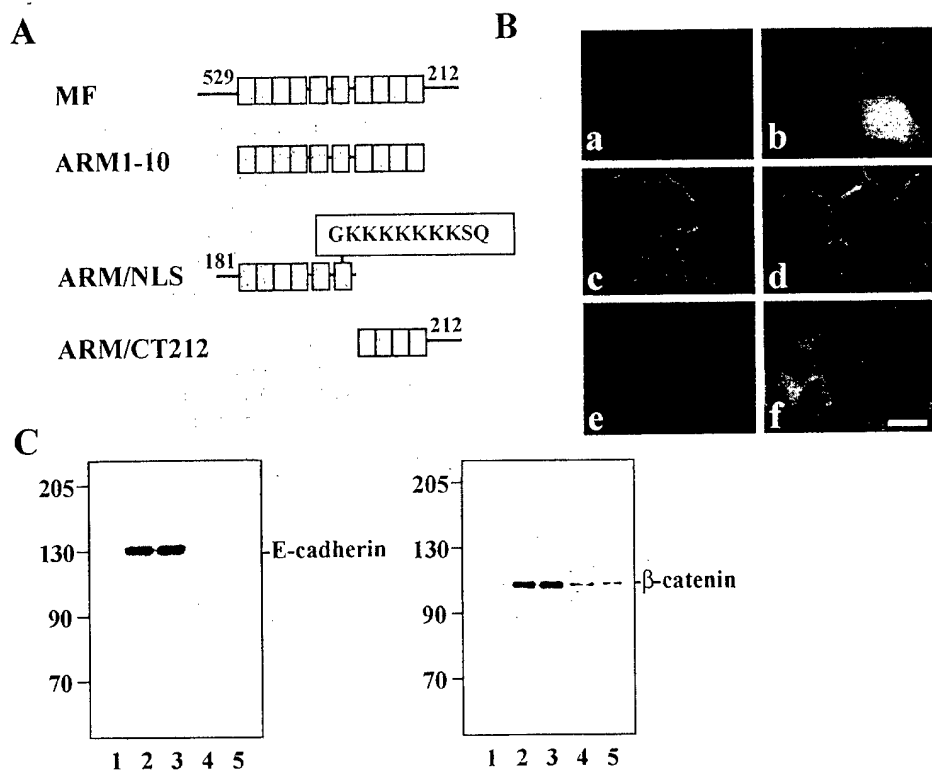 A
B
529
212
MF
ARM1-10
GKKKKKKKSQ
181
ARM/NLS
212
ARM/CT212
a
b
c
d
e
f
C
205
130
90
70
E-cadherin
1 2 3 4 5
205
130
90
70
β-catenin
1 2 3 4 5